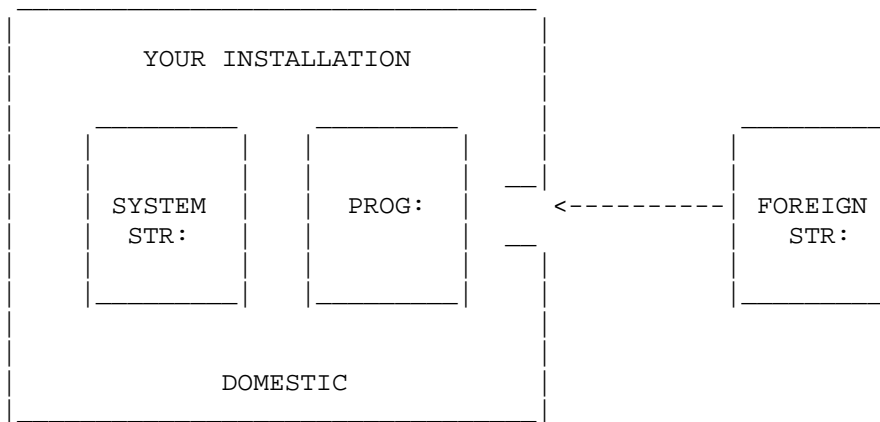 YOUR INSTALLATION
SYSTEM PROG: FOREIGN
STR: STR:
DOMESTIC